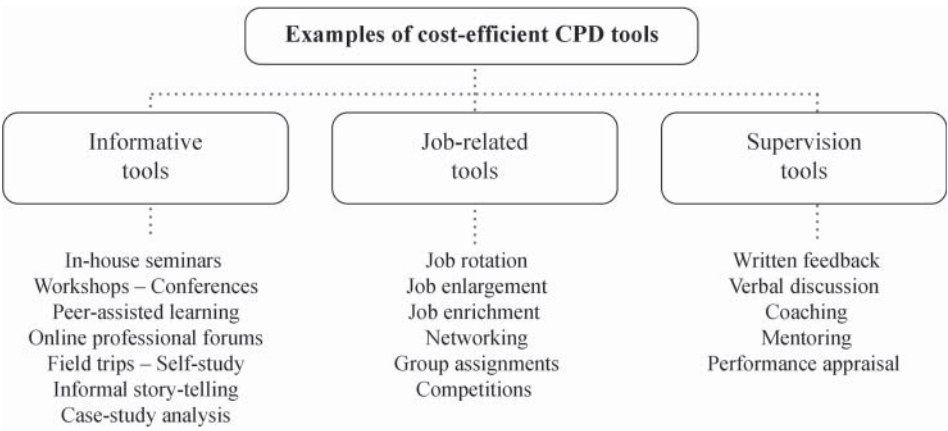 Examples of cost-efficient CPD tools
Informative
tools
In-house seminars
Workshops – Conferences
Peer-assisted learning
Online professional forums
Field trips – Self-study
Informal story-telling
Case-study analysis
Job-related
tools
Job rotation
Job enlargement
Job enrichment
Networking
Group assignments
Competitions
Supervision
tools
Written feedback
Verbal discussion
Coaching
Mentoring
Performance appraisal